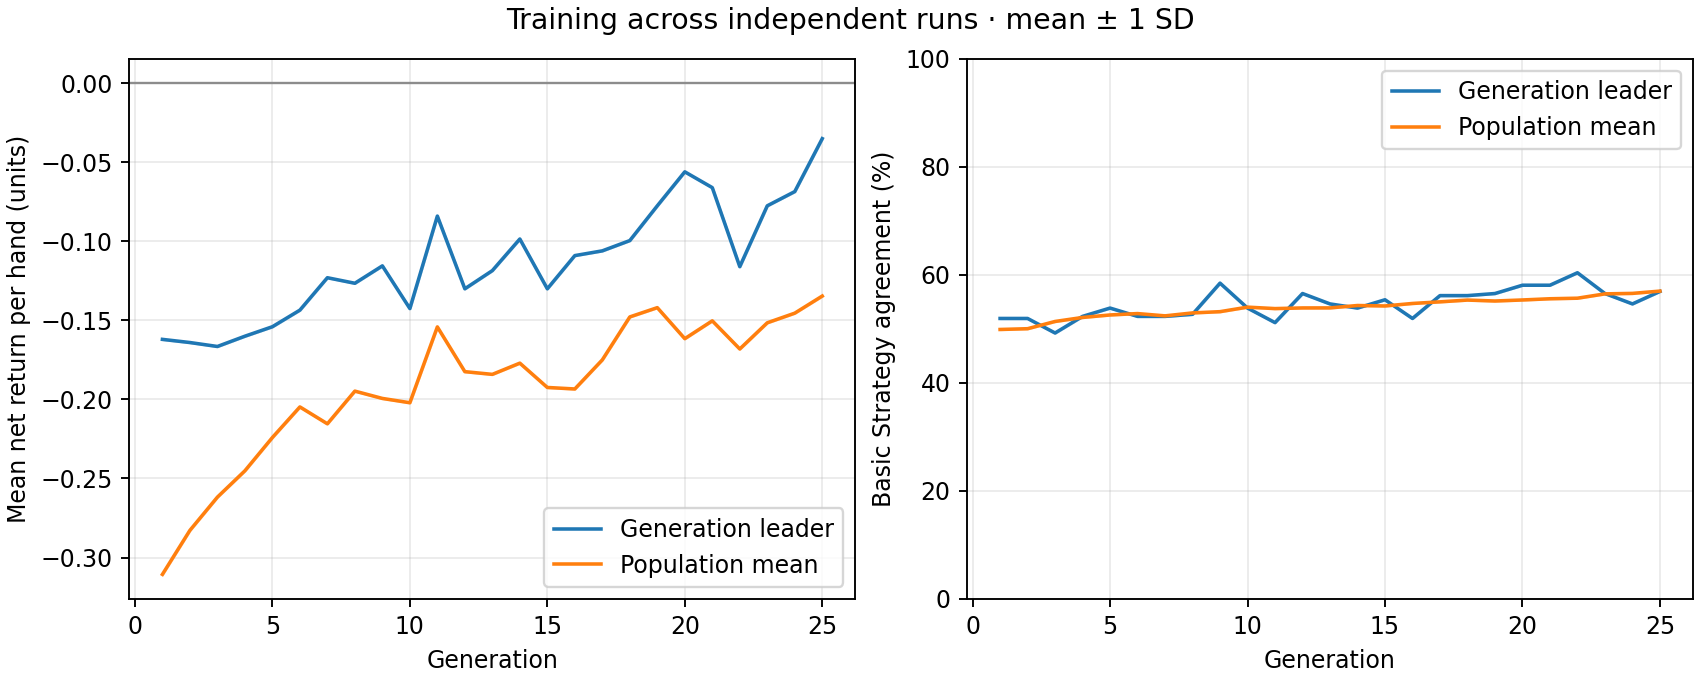 Training across independent runs · mean ± 1 SD
Mean net return per hand (units)
0.00
−0.05
−0.10
−0.15
−0.20
−0.25
−0.30
Generation leader
Population mean
0 5 10 15 20 25
Generation
Basic Strategy agreement (%)
100
80
60
40
20
0
Generation leader
Population mean
0 5 10 15 20 25
Generation